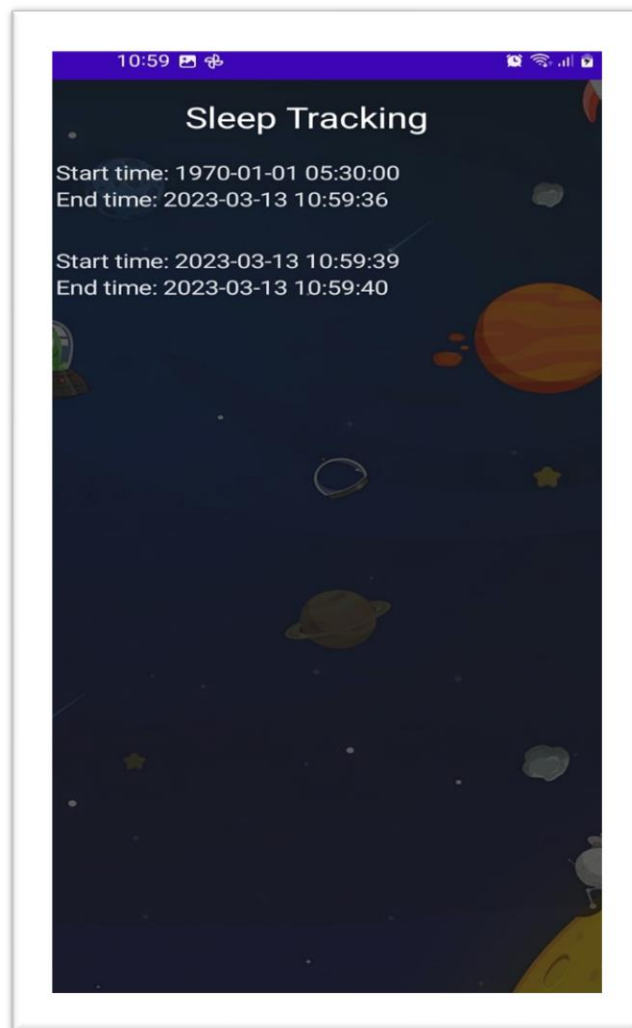 10:59
Sleep Tracking
Start time: 1970-01-01 05:30:00
End time: 2023-03-13 10:59:36
Start time: 2023-03-13 10:59:39
End time: 2023-03-13 10:59:40